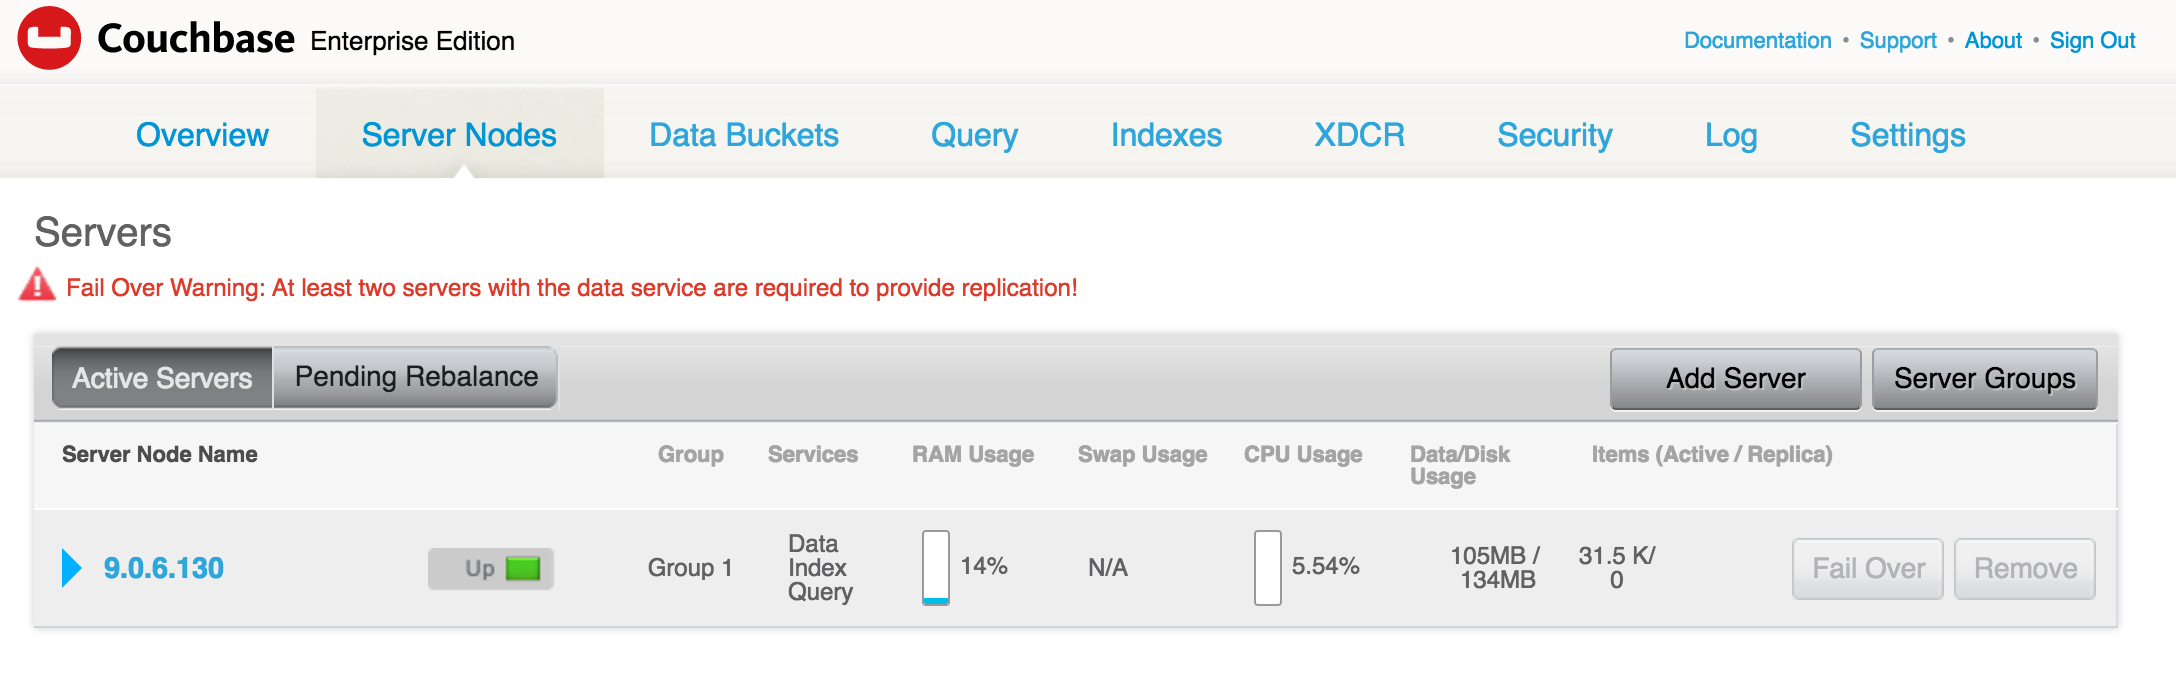 Couchbase Enterprise Edition
Documentation • Support • About • Sign Out
Overview Server Nodes Data Buckets Query Indexes XDCR Security Log Settings
Servers
Fail Over Warning: At least two servers with the data service are required to provide replication!
Active Servers Pending Rebalance Add Server Server Groups
Server Node Name Group Services RAM Usage Swap Usage CPU Usage Data/Disk Usage Items (Active / Replica)
9.0.6.130 Up Group 1 Data Index Query 14% N/A 5.54% 105MB / 134MB 31.5 K/ 0 Fail Over Remove